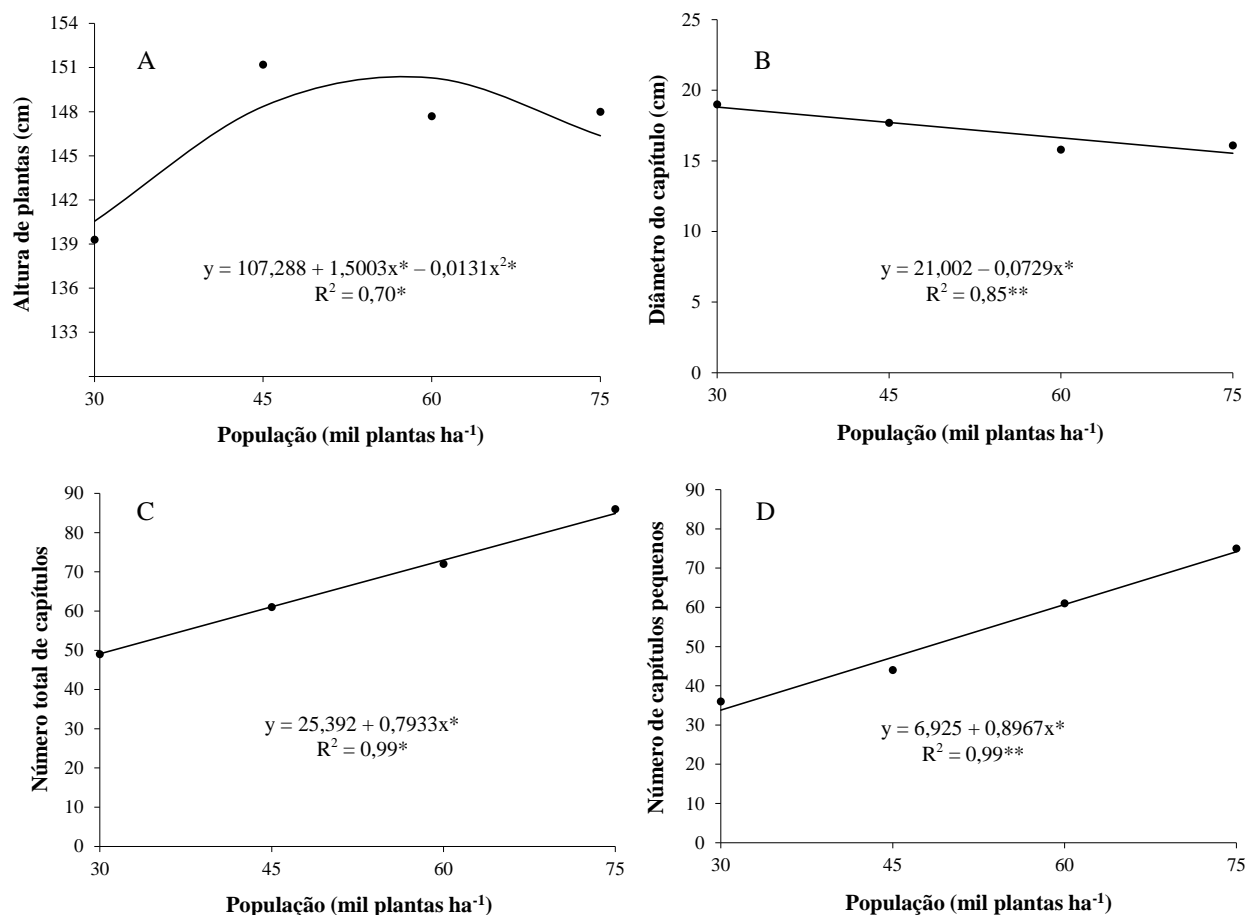 A
Altura de plantas (cm)
154
151
148
145
142
139
136
133
y = 107,288 + 1,5003x* – 0,0131x²*
R² = 0,70*
30 45 60 75
População (mil plantas ha⁻¹)
B
Diâmetro do capítulo (cm)
25
20
15
10
5
0
y = 21,002 – 0,0729x*
R² = 0,85**
30 45 60 75
População (mil plantas ha⁻¹)
C
Número total de capítulos
90
80
70
60
50
40
30
20
10
0
y = 25,392 + 0,7933x*
R² = 0,99*
30 45 60 75
População (mil plantas ha⁻¹)
D
Número de capítulos pequenos
90
80
70
60
50
40
30
20
10
0
y = 6,925 + 0,8967x*
R² = 0,99**
30 45 60 75
População (mil plantas ha⁻¹)